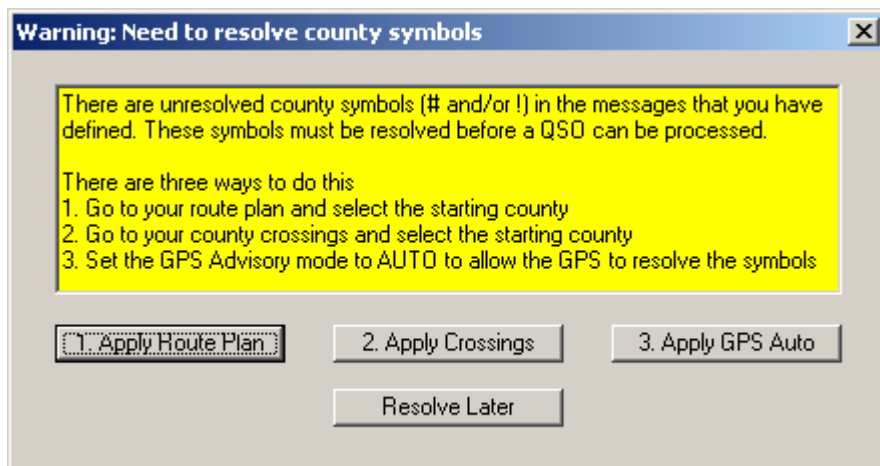 Warning: Need to resolve county symbols
There are unresolved county symbols (# and/or !) in the messages that you have
defined. These symbols must be resolved before a QSO can be processed.
There are three ways to do this
1. Go to your route plan and select the starting county
2. Go to your county crossings and select the starting county
3. Set the GPS Advisory mode to AUTO to allow the GPS to resolve the symbols
1. Apply Route Plan
2. Apply Crossings
3. Apply GPS Auto
Resolve Later